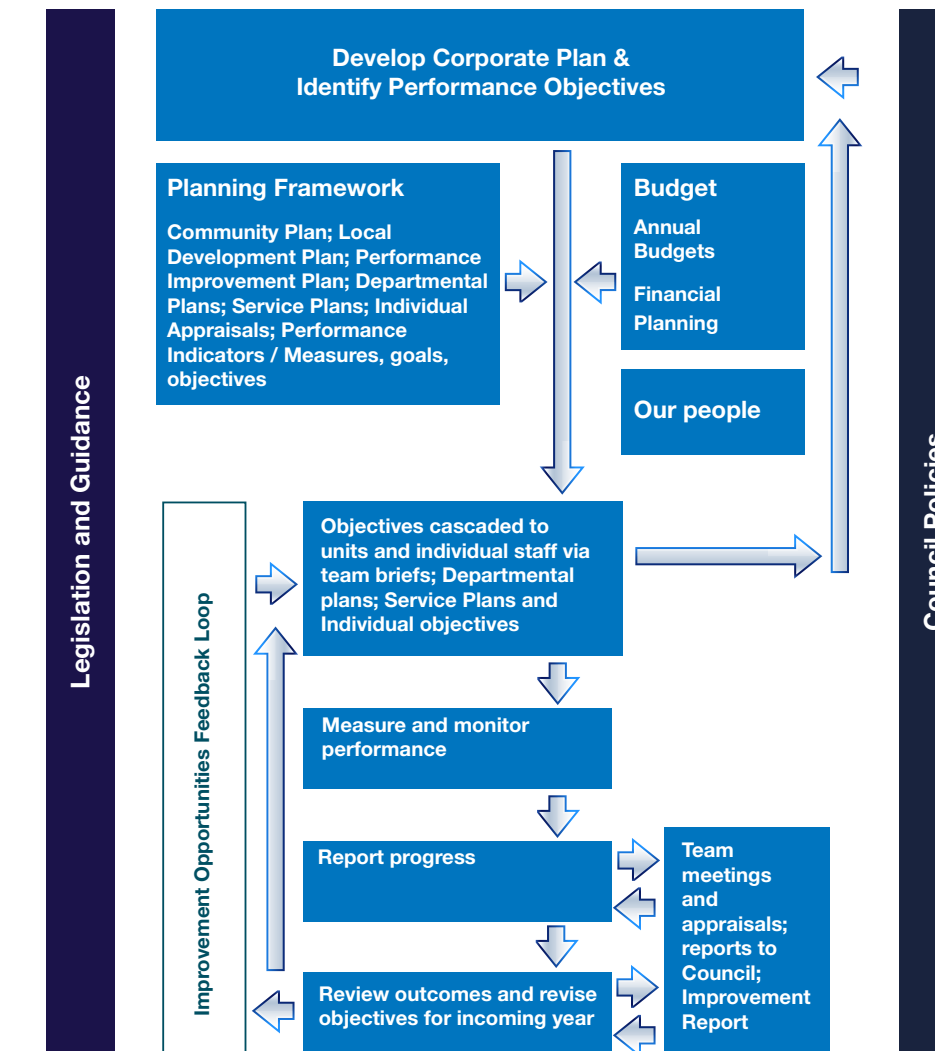 Legislation and Guidance
Develop Corporate Plan &
Identify Performance Objectives
Planning Framework
Community Plan; Local
Development Plan; Performance
Improvement Plan; Departmental
Plans; Service Plans; Individual
Appraisals; Performance
Indicators / Measures, goals,
objectives
Budget
Annual
Budgets
Financial
Planning
Our people
Council Policies
Improvement Opportunities Feedback Loop
Objectives cascaded to
units and individual staff via
team briefs; Departmental
plans; Service Plans and
Individual objectives
Measure and monitor
performance
Report progress
Team
meetings
and
appraisals;
reports to
Council;
Improvement
Report
Review outcomes and revise
objectives for incoming year